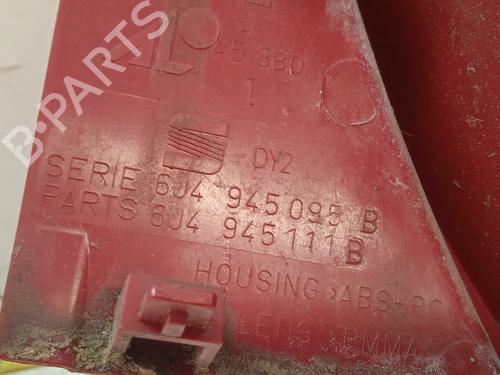 B-PARTS
45.380
1
DY2
SERIE 6J4 945 095 B
PARTS 6J4 945 111 B
HOUSING >ABS+PC
LENS >PMMA